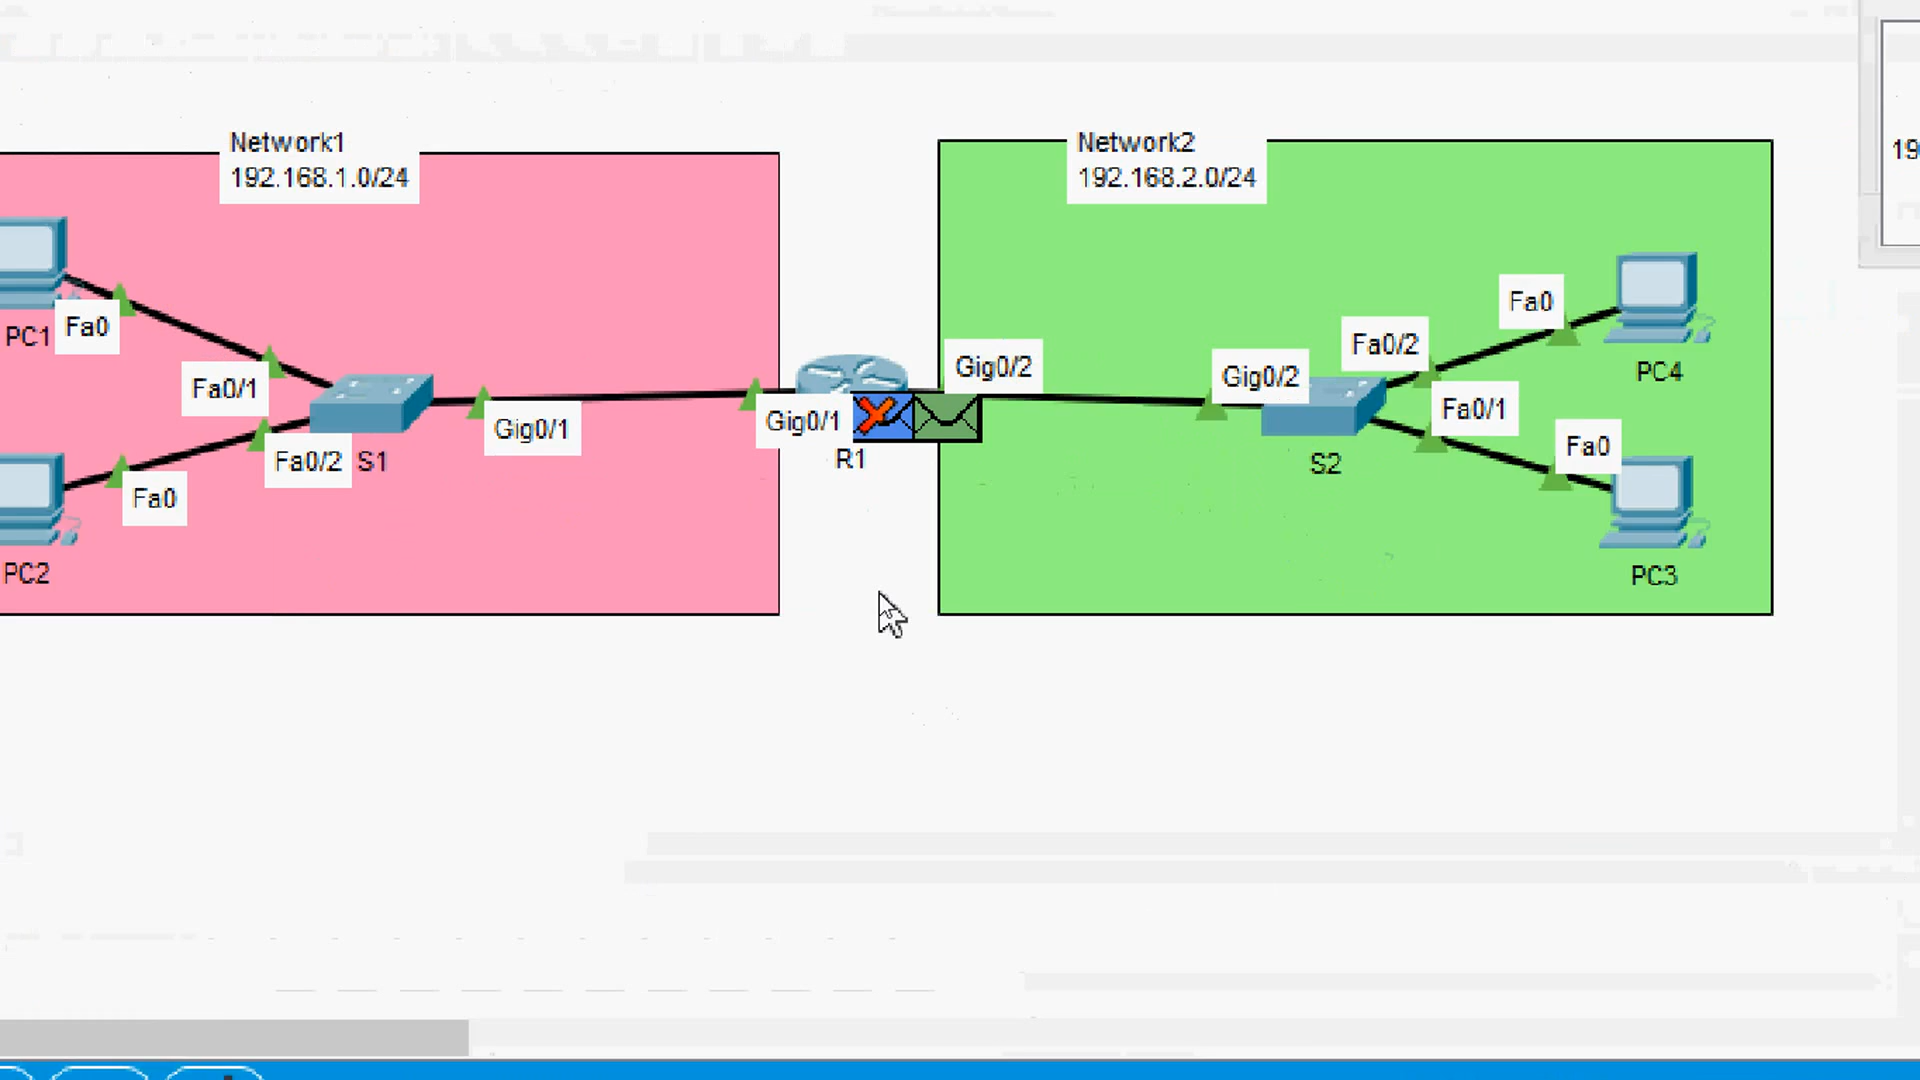 Network1
192.168.1.0/24
Network2
192.168.2.0/24
19
PC1
Fa0
Fa0/1
Fa0/2
S1
Fa0
PC2
Gig0/1
Gig0/1
R1
Gig0/2
Gig0/2
S2
Fa0/2
Fa0
PC4
Fa0/1
Fa0
PC3